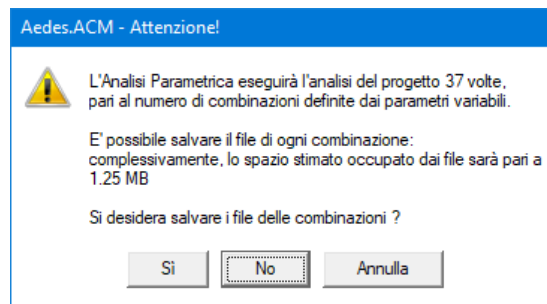 Aedes.ACM - Attenzione!
L'Analisi Parametrica eseguirà l'analisi del progetto 37 volte,
pari al numero di combinazioni definite dai parametri variabili.
E' possibile salvare il file di ogni combinazione:
complessivamente, lo spazio stimato occupato dai file sarà pari a
1.25 MB
Si desidera salvare i file delle combinazioni ?
Sì
No
Annulla